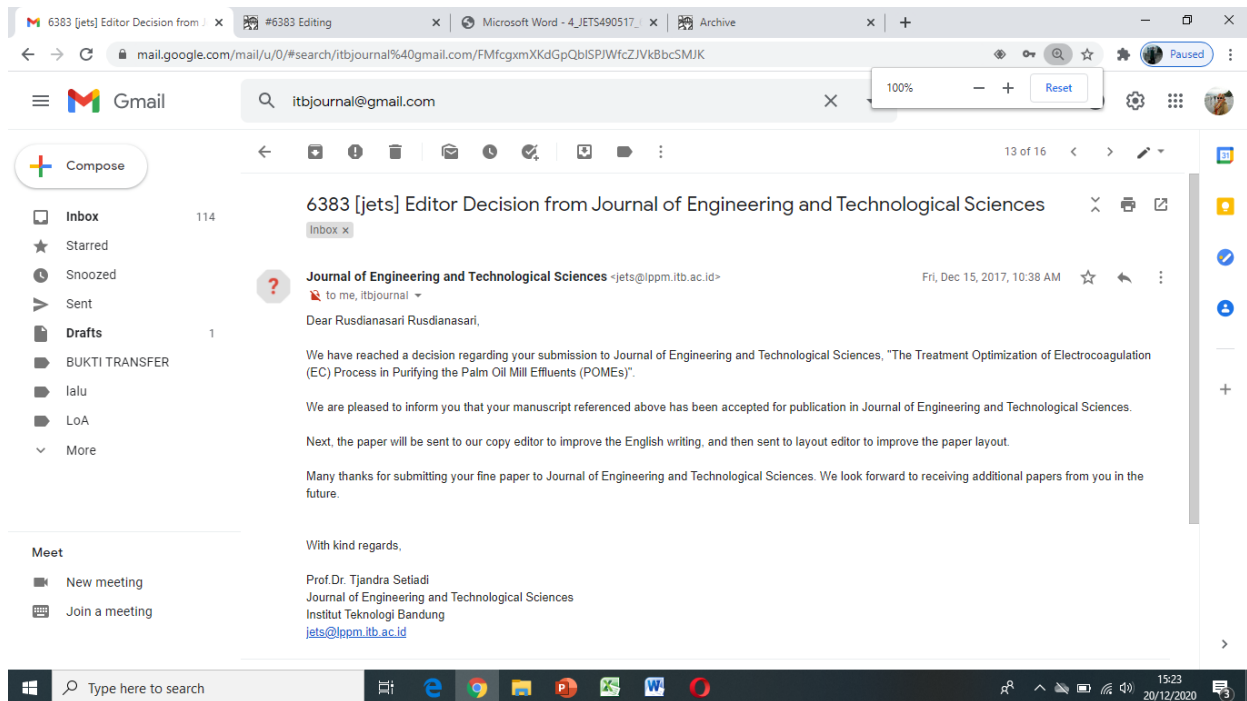 6383 [jets] Editor Decision from J
#6383 Editing
Microsoft Word - 4_JETS490517_
Archive
mail.google.com/mail/u/0/#search/itbjournal%40gmail.com/FMfcgxmXKdGpQbISPJWfcZJVkBbcSMJK
Paused
100%
Reset
Gmail
itbjournal@gmail.com
Compose
13 of 16
31
Inbox 114
Starred
Snoozed
Sent
Drafts 1
BUKTI TRANSFER
lalu
LoA
More
Meet
New meeting
Join a meeting
6383 [jets] Editor Decision from Journal of Engineering and Technological Sciences
Inbox x
Journal of Engineering and Technological Sciences <jets@lppm.itb.ac.id>
Fri, Dec 15, 2017, 10:38 AM
to me, itbjournal
Dear Rusdianasari Rusdianasari,
We have reached a decision regarding your submission to Journal of Engineering and Technological Sciences, "The Treatment Optimization of Electrocoagulation
(EC) Process in Purifying the Palm Oil Mill Effluents (POMEs)".
We are pleased to inform you that your manuscript referenced above has been accepted for publication in Journal of Engineering and Technological Sciences.
Next, the paper will be sent to our copy editor to improve the English writing, and then sent to layout editor to improve the paper layout.
Many thanks for submitting your fine paper to Journal of Engineering and Technological Sciences. We look forward to receiving additional papers from you in the
future.
With kind regards,
Prof.Dr. Tjandra Setiadi
Journal of Engineering and Technological Sciences
Institut Teknologi Bandung
jets@lppm.itb.ac.id
Type here to search
15:23
20/12/2020
3